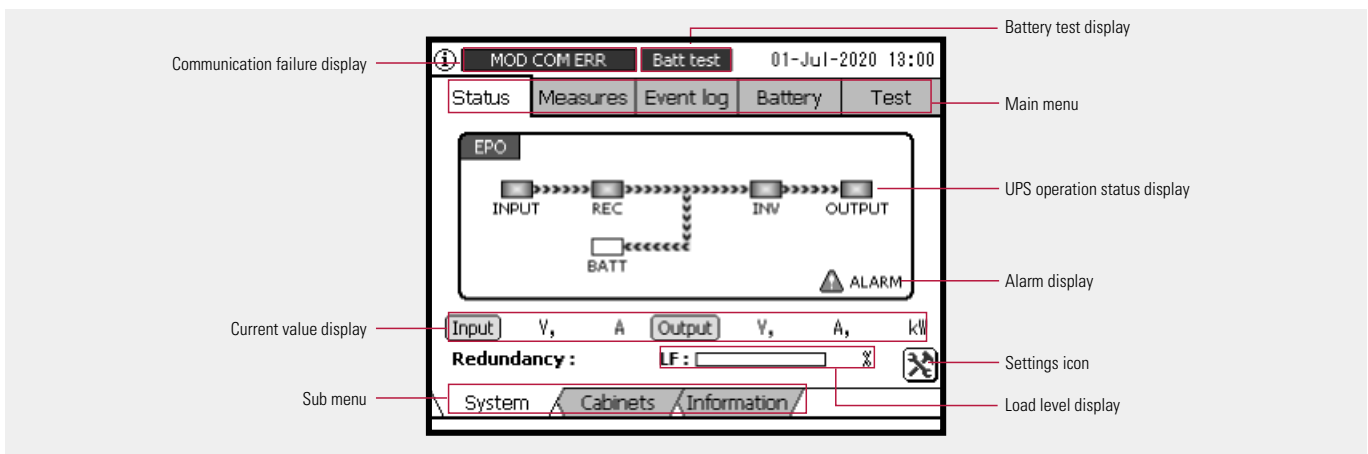 Battery test display
Communication failure display
MOD COM ERR Batt test 01-Jul-2020 13:00
Status Measures Event log Battery Test
Main menu
EPO
UPS operation status display
INPUT REC INV OUTPUT
BATT
ALARM
Alarm display
Current value display
Input V, A Output V, A, kW
Redundancy: LF: %
Settings icon
Sub menu
System Cabinets Information
Load level display